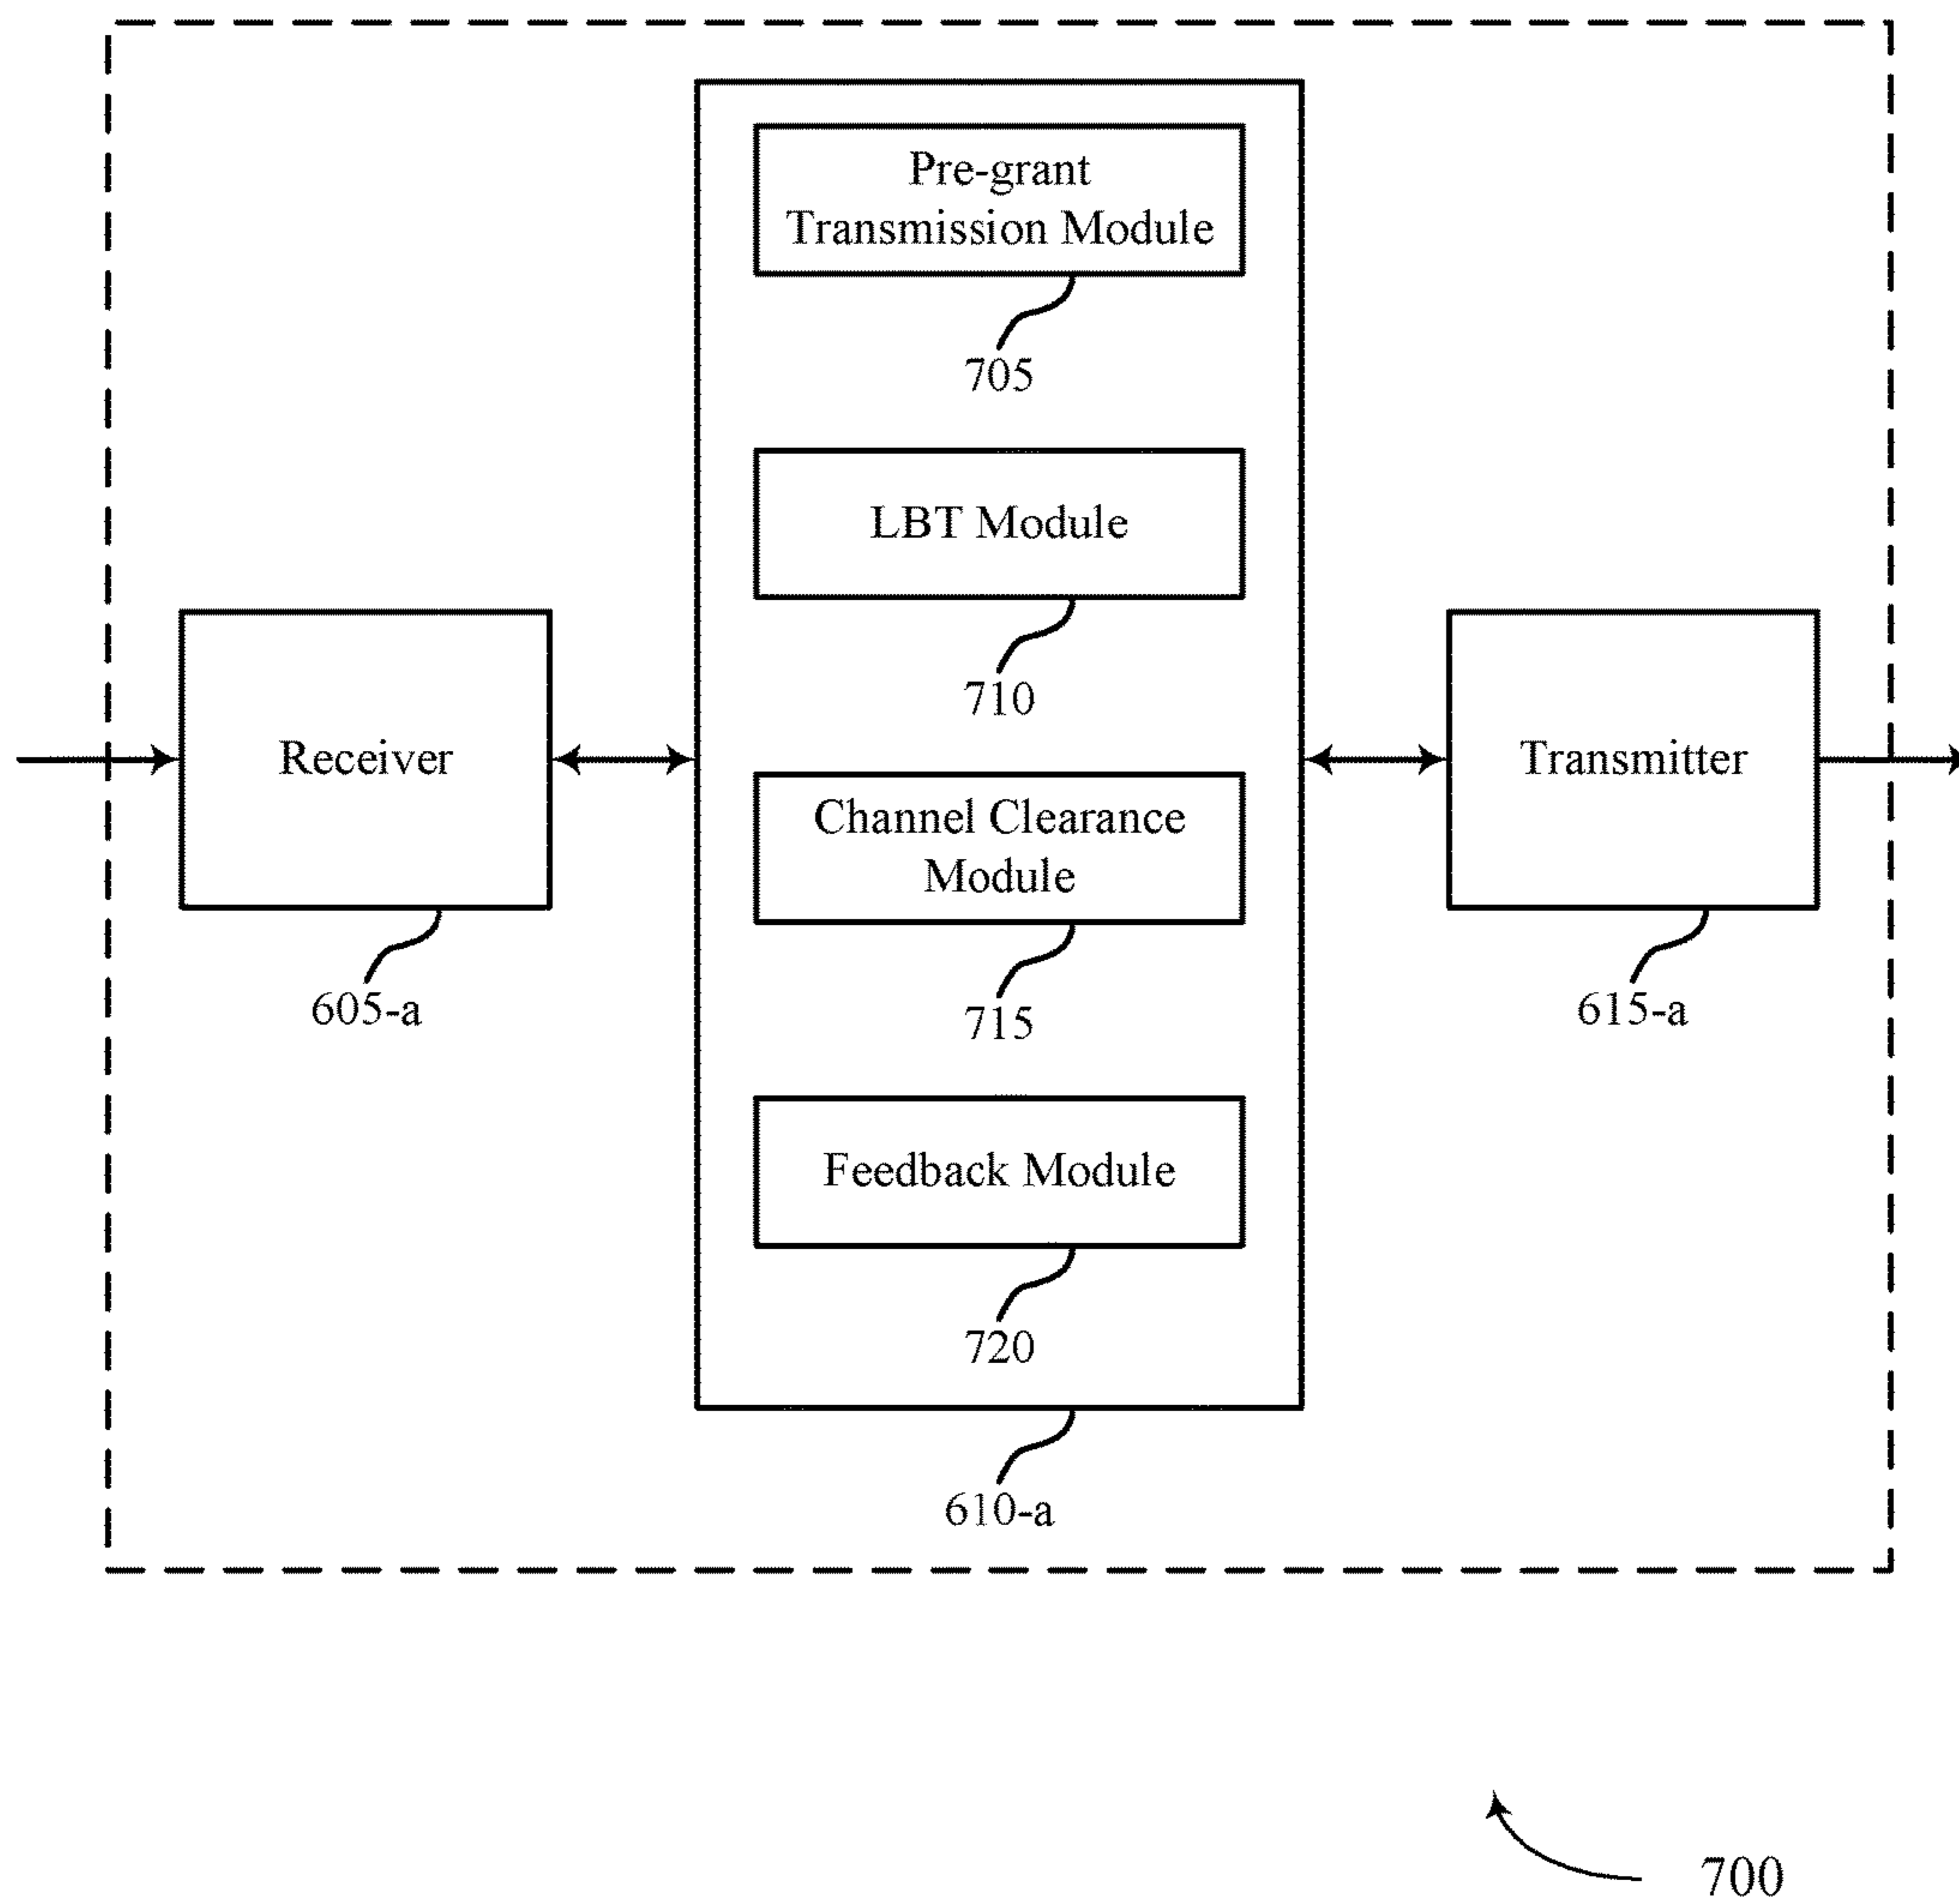 Pre-grant
Transmission Module
705
LBT Module
710
Receiver
605-a
Channel Clearance
Module
715
Transmitter
615-a
Feedback Module
720
610-a
700